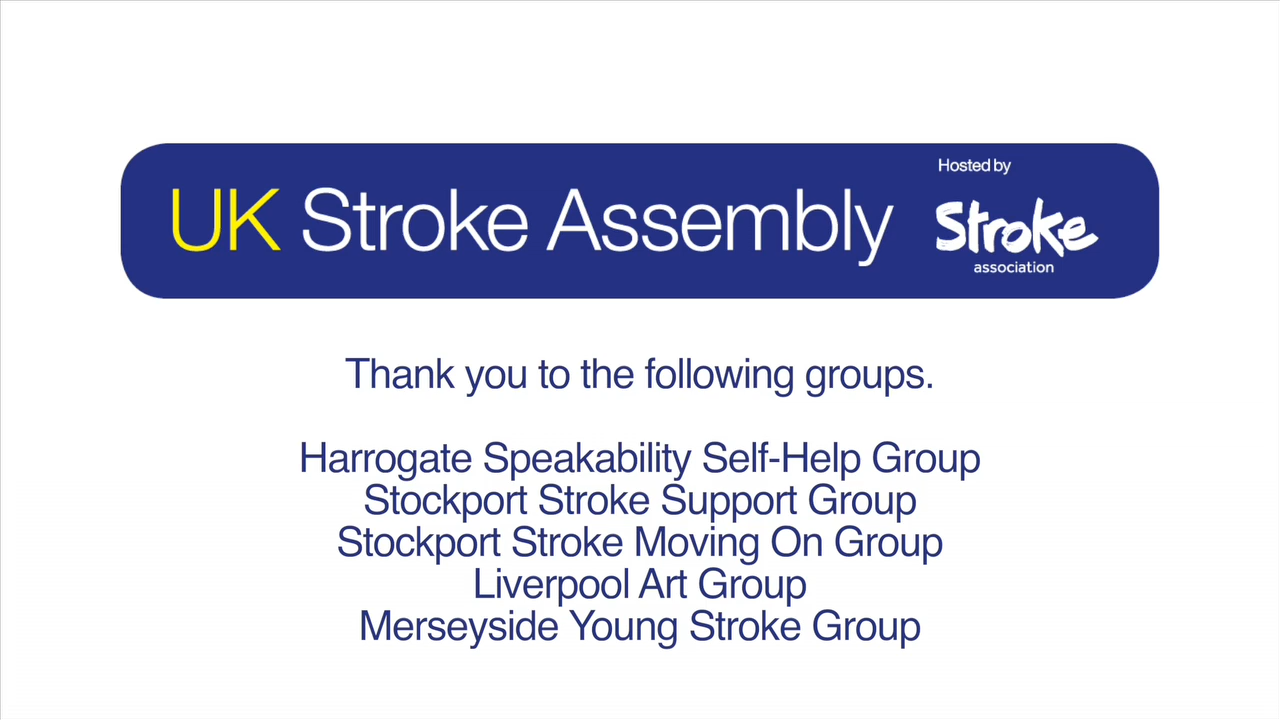 Hosted by
UK Stroke Assembly
Stroke
association
Thank you to the following groups.
Harrogate Speakability Self-Help Group
Stockport Stroke Support Group
Stockport Stroke Moving On Group
Liverpool Art Group
Merseyside Young Stroke Group